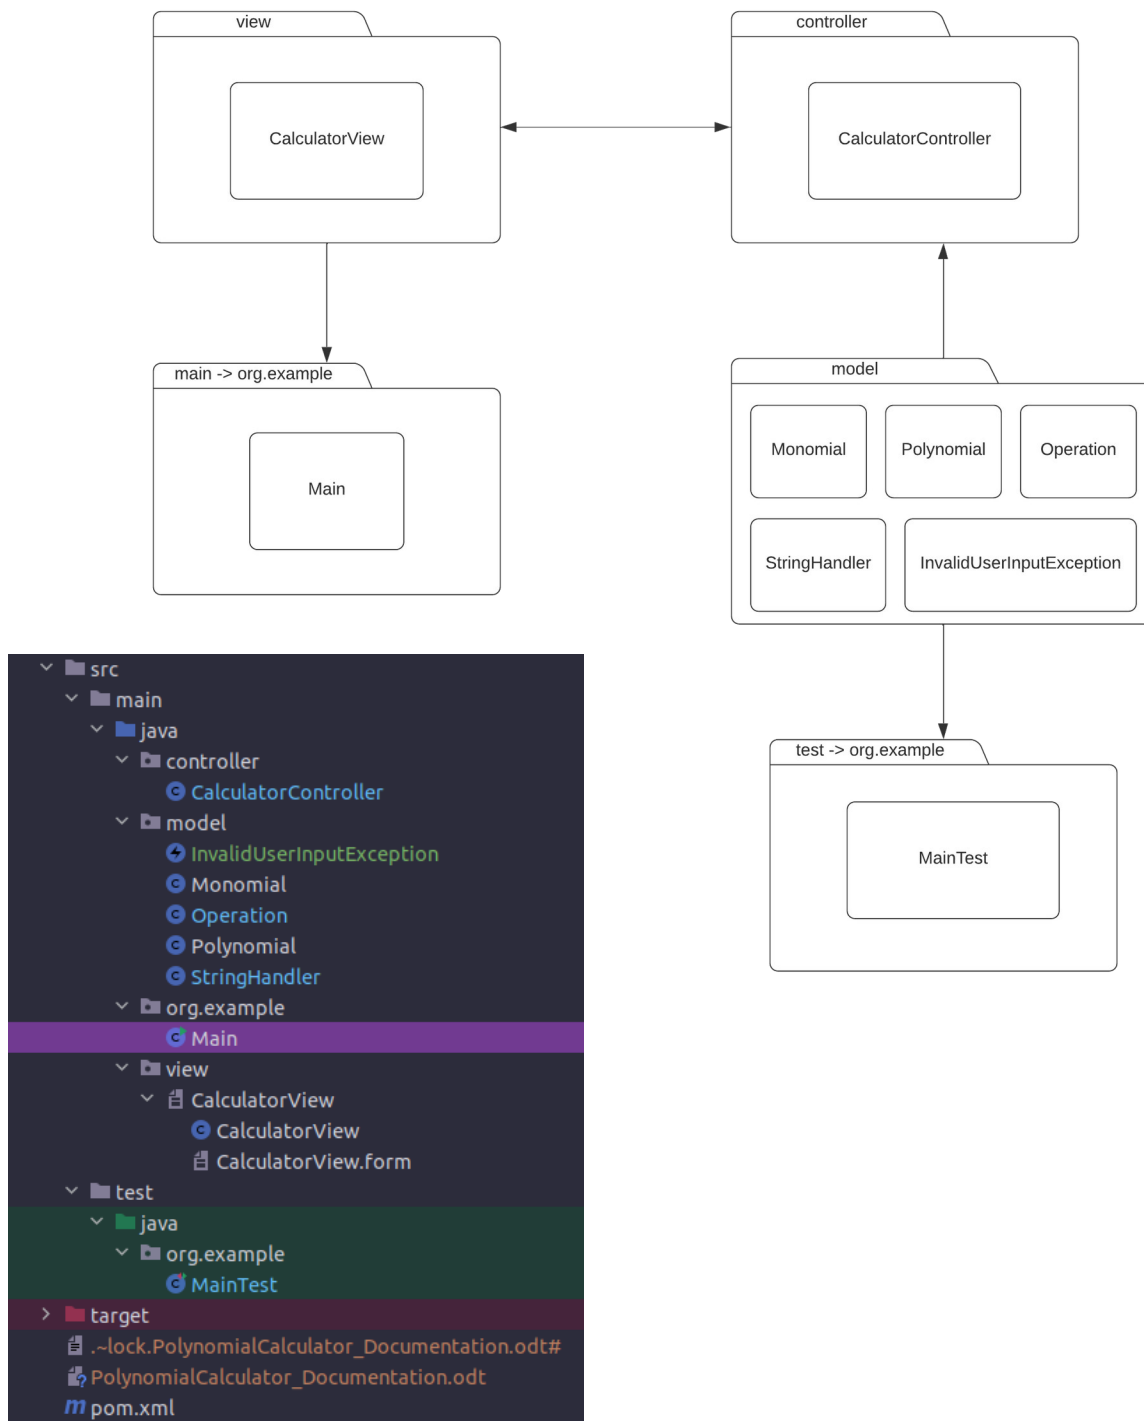 view
controller
CalculatorView
CalculatorController
main -> org.example
model
Main
Monomial
Polynomial
Operation
StringHandler
InvalidUserInputException
test -> org.example
MainTest
src
main
java
controller
CalculatorController
model
InvalidUserInputException
Monomial
Operation
Polynomial
StringHandler
org.example
Main
view
CalculatorView
CalculatorView
CalculatorView.form
test
java
org.example
MainTest
target
.~lock.PolynomialCalculator_Documentation.odt#
PolynomialCalculator_Documentation.odt
pom.xml